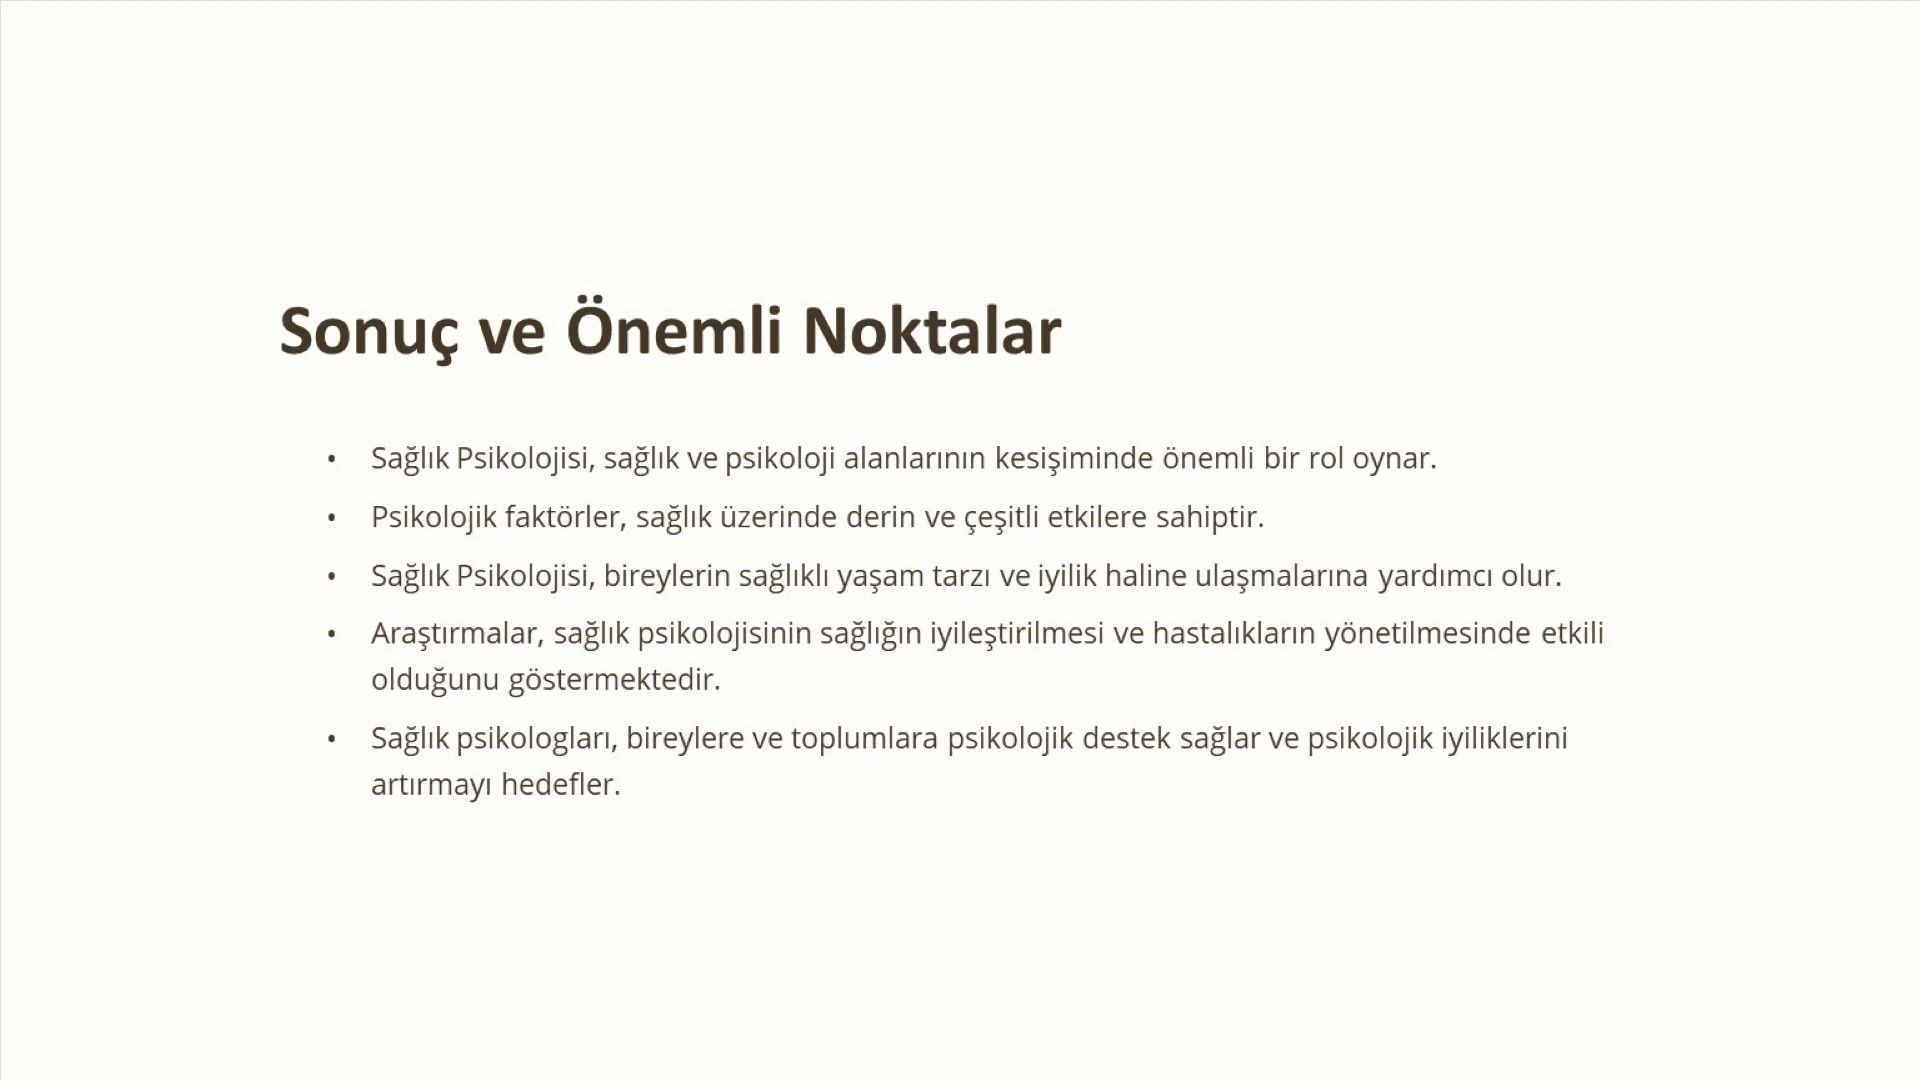 Sonuç ve Önemli Noktalar
• Sağlık Psikolojisi, sağlık ve psikoloji alanlarının kesişiminde önemli bir rol oynar.
• Psikolojik faktörler, sağlık üzerinde derin ve çeşitli etkilere sahiptir.
• Sağlık Psikolojisi, bireylerin sağlıklı yaşam tarzı ve iyilik haline ulaşmalarına yardımcı olur.
• Araştırmalar, sağlık psikolojisinin sağlığın iyileştirilmesi ve hastalıkların yönetilmesinde etkili
olduğunu göstermektedir.
• Sağlık psikologları, bireylere ve toplumlara psikolojik destek sağlar ve psikolojik iyiliklerini
artırmayı hedefler.